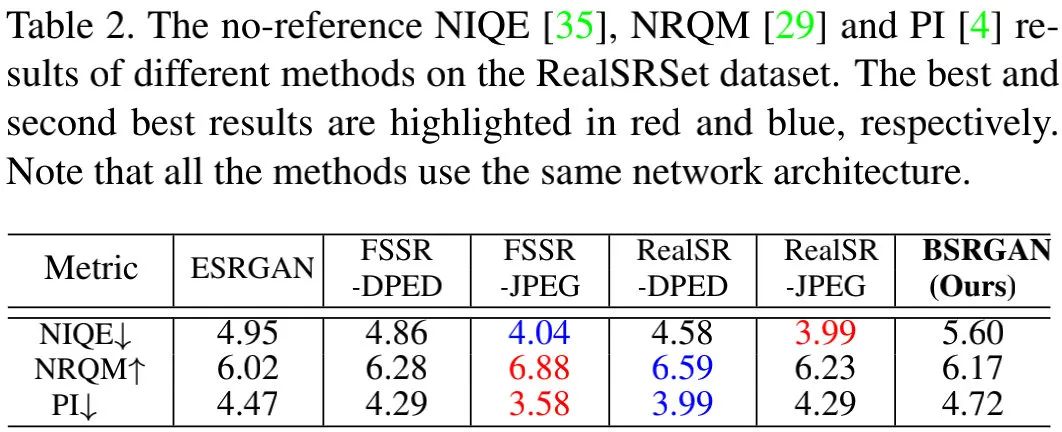 Table 2. The no-reference NIQE [35], NRQM [29] and PI [4] re-
sults of different methods on the RealSRSet dataset. The best and
second best results are highlighted in red and blue, respectively.
Note that all the methods use the same network architecture.
Metric ESRGAN FSSR -DPED FSSR -JPEG RealSR -DPED RealSR -JPEG BSRGAN (Ours)
NIQE↓ 4.95 4.86 4.04 4.58 3.99 5.60
NRQM↑ 6.02 6.28 6.88 6.59 6.23 6.17
PI↓ 4.47 4.29 3.58 3.99 4.29 4.72